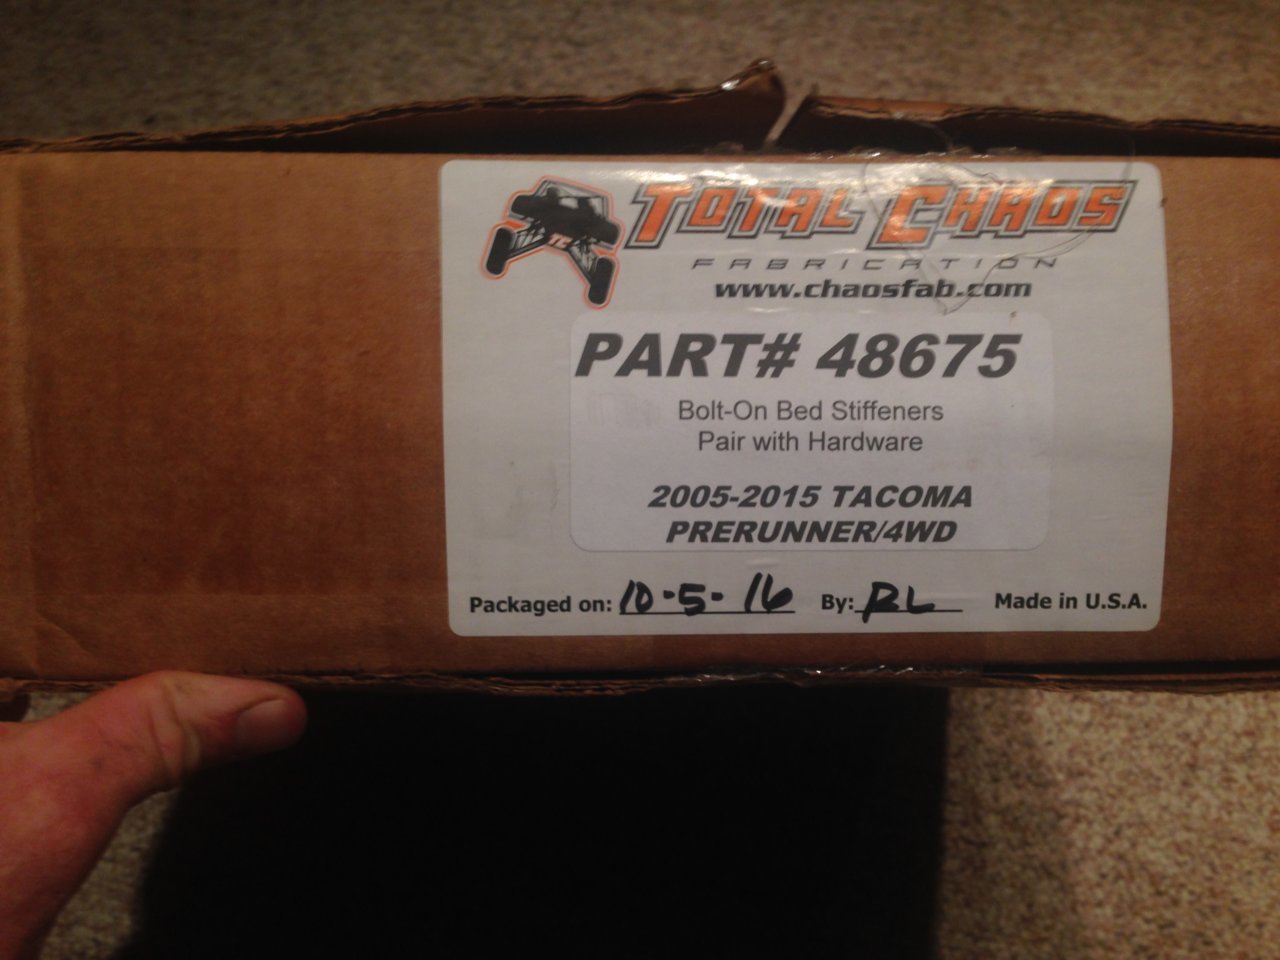 TOTAL CHAOS
FABRICATION
www.chaosfab.com
PART# 48675
Bolt-On Bed Stiffeners
Pair with Hardware
2005-2015 TACOMA
PRERUNNER/4WD
Packaged on: 10-5-16 By: RL Made in U.S.A.
TC